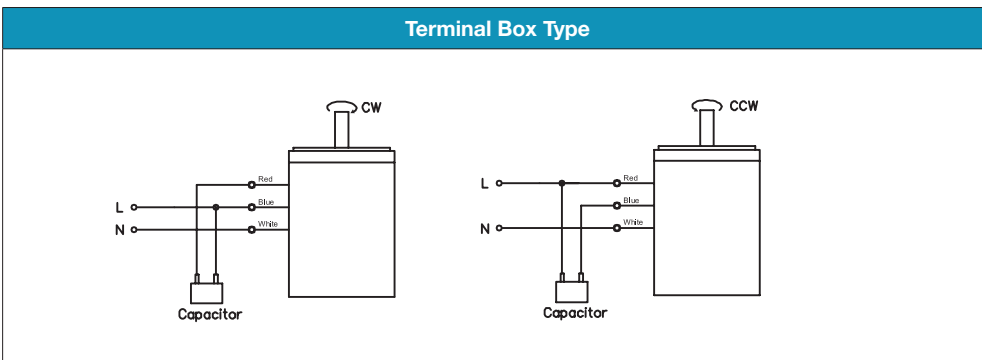 Terminal Box Type
CW
Red
L
Blue
N
White
Capacitor
CCW
L
Red
Blue
N
White
Capacitor